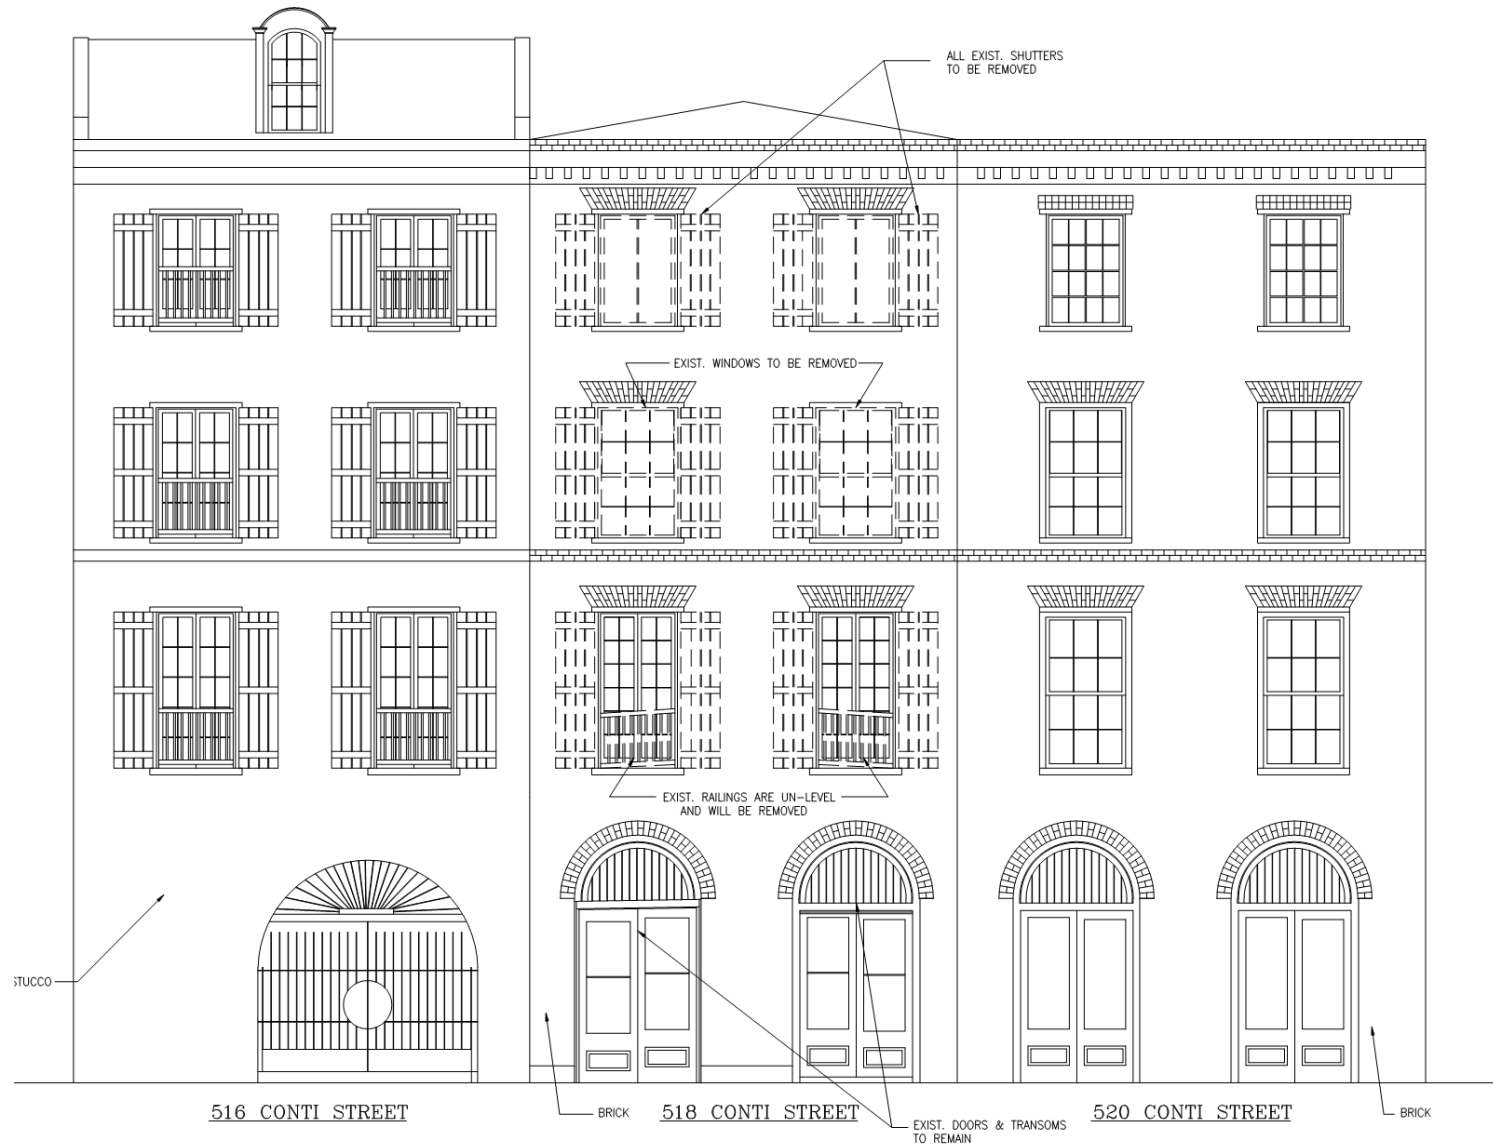 ALL EXIST. SHUTTERS
TO BE REMOVED
EXIST. WINDOWS TO BE REMOVED
EXIST. RAILINGS ARE UN-LEVEL
AND WILL BE REMOVED
STUCCO
516 CONTI STREET
BRICK
518 CONTI STREET
EXIST. DOORS & TRANSOMS
TO REMAIN
520 CONTI STREET
BRICK